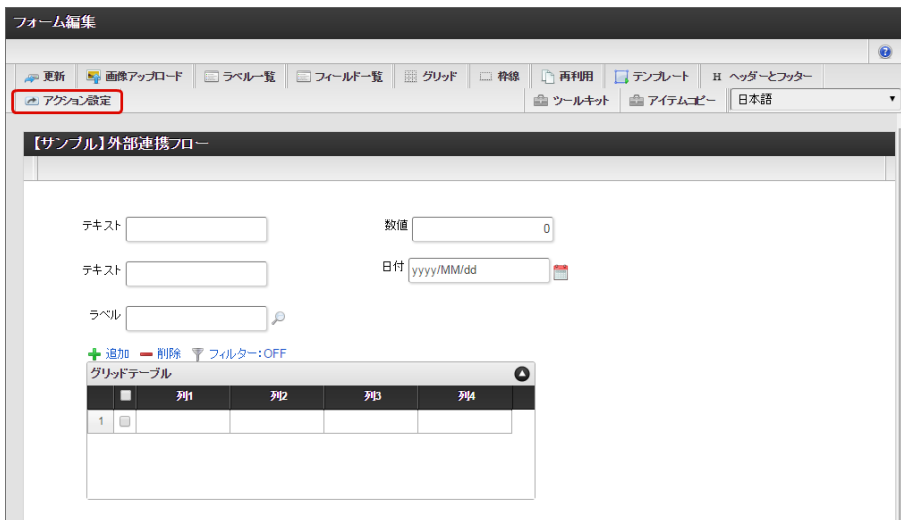 フォーム編集
更新 画像アップロード ラベル一覧 フィールド一覧 グリッド 枠線 再利用 テンプレート H ヘッダーとフッター
アクション設定 ツールキット アイテムコピー 日本語
【サンプル】外部連携フロー
テキスト 数値 0
テキスト 日付 yyyy/MM/dd
ラベル
追加 削除 フィルター:OFF
グリッドテーブル
列1 列2 列3 列4
1